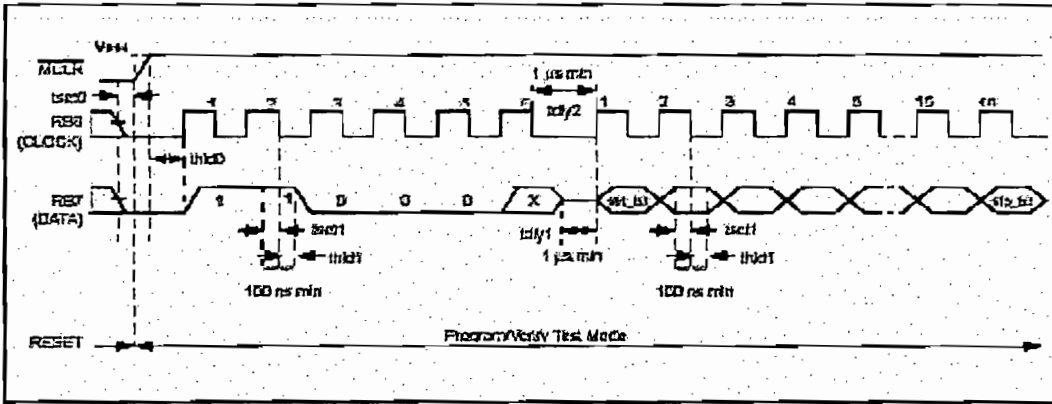 VIHH
MCLR
1 µs min
tset0
1 2 3 4 5 6 1 2 3 4 5 15
tdly2
RB6
(CLOCK)
thld0
RB7
(DATA)
1 1 0 0 0 X stp_bit
tset1 tdly1 tset1
thld1 1 µs min thld1
100 ns min 100 ns min
RESET Program/Verify Test Mode